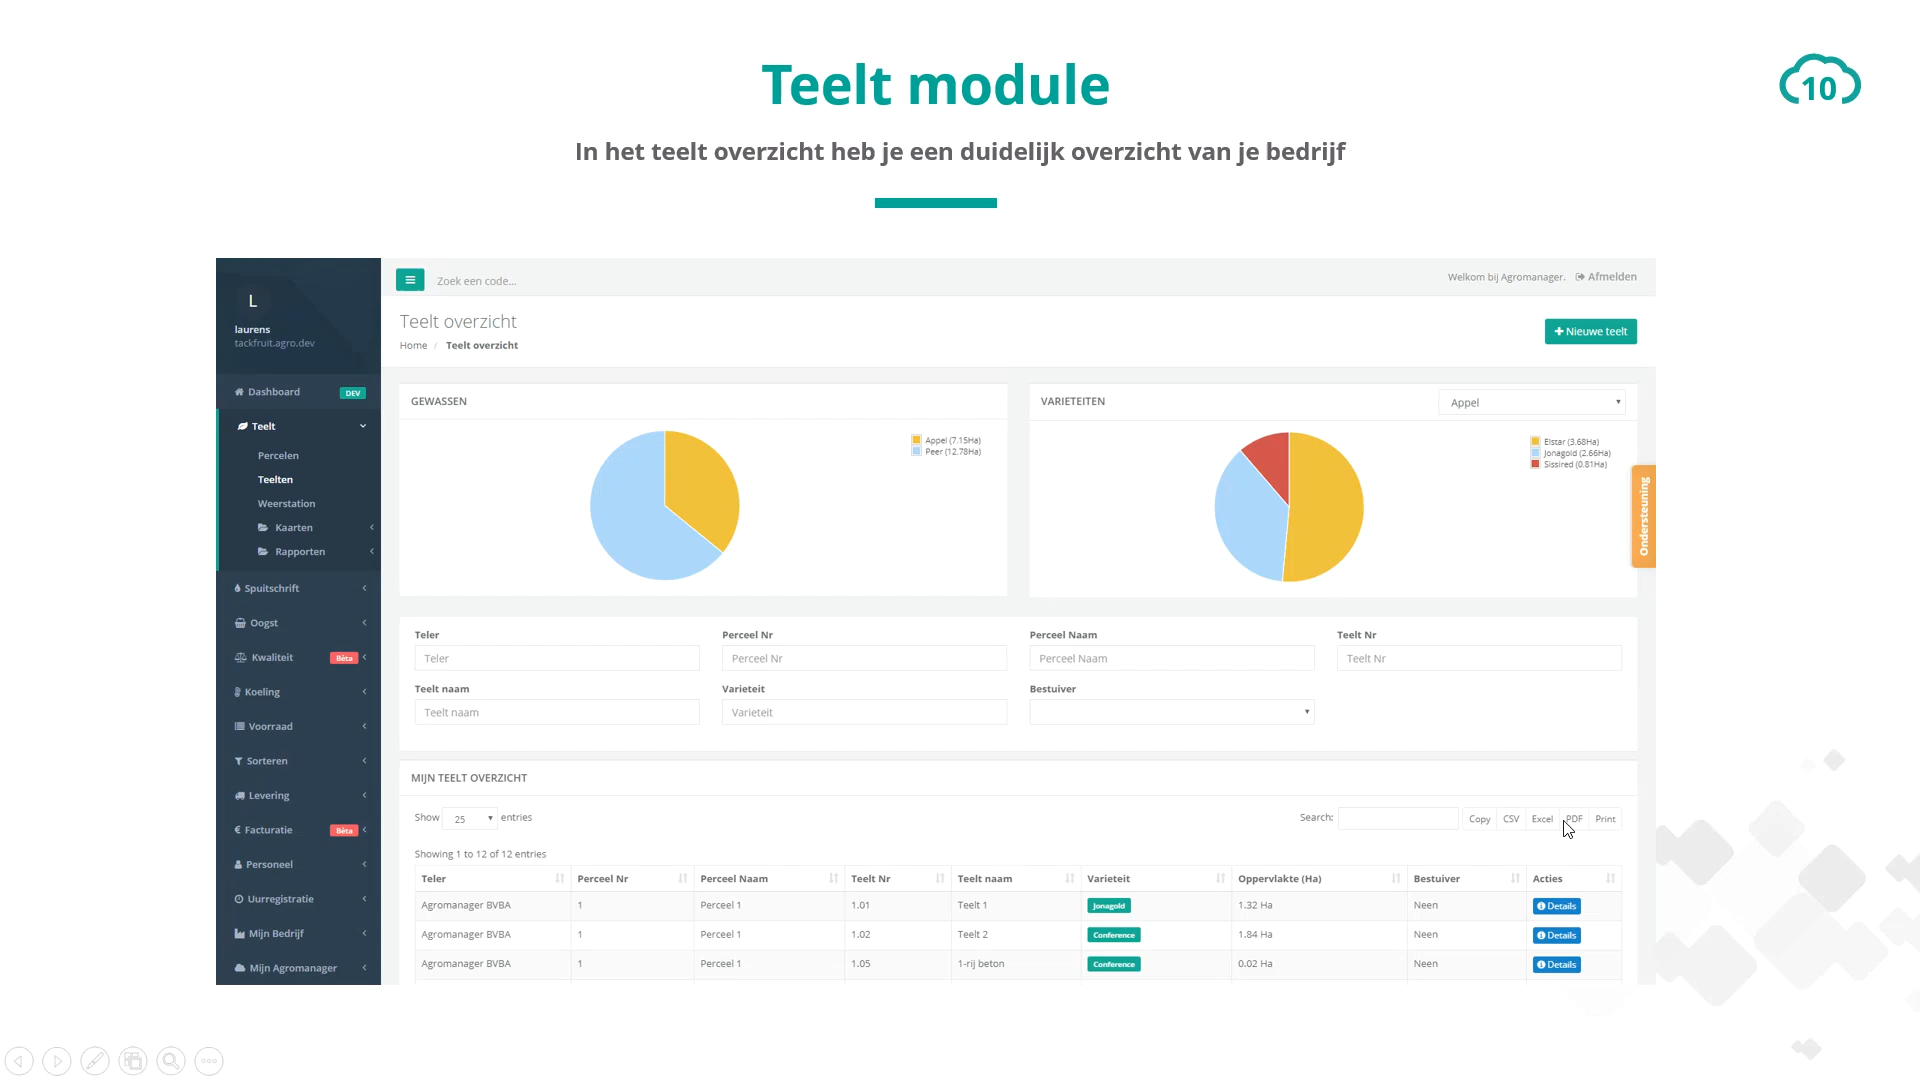 Teelt module
10
In het teelt overzicht heb je een duidelijk overzicht van je bedrijf
L
laurens
tackfruit.agro.dev
Dashboard DEV
Teelt
Percelen
Teelten
Weerstation
Kaarten
Rapporten
Spuitschrift
Oogst
Kwaliteit Bèta
Koeling
Voorraad
Sorteren
Levering
Facturatie Bèta
Personeel
Uurregistratie
Mijn Bedrijf
Mijn Agromanager
Zoek een code...
Welkom bij Agromanager. Afmelden
Teelt overzicht
Home / Teelt overzicht
Nieuwe teelt
GEWASSEN
Appel (7.15Ha)
Peer (12.78Ha)
VARIETEITEN
Appel
Elstar (3.68Ha)
Jonagold (2.66Ha)
Sissired (0.81Ha)
Ondersteuning
Teler Perceel Nr Perceel Naam Teelt Nr
Teler Perceel Nr Perceel Naam Teelt Nr
Teelt naam Varieteit Bestuiver
Teelt naam Varieteit
MIJN TEELT OVERZICHT
Show 25 entries
Search: Copy CSV Excel PDF Print
Showing 1 to 12 of 12 entries
Teler Perceel Nr Perceel Naam Teelt Nr Teelt naam Varieteit Oppervlakte (Ha) Bestuiver Acties
Agromanager BVBA 1 Perceel 1 1.01 Teelt 1 Jonagold 1.32 Ha Neen Details
Agromanager BVBA 1 Perceel 1 1.02 Teelt 2 Conference 1.84 Ha Neen Details
Agromanager BVBA 1 Perceel 1 1.05 1-rij beton Conference 0.02 Ha Neen Details